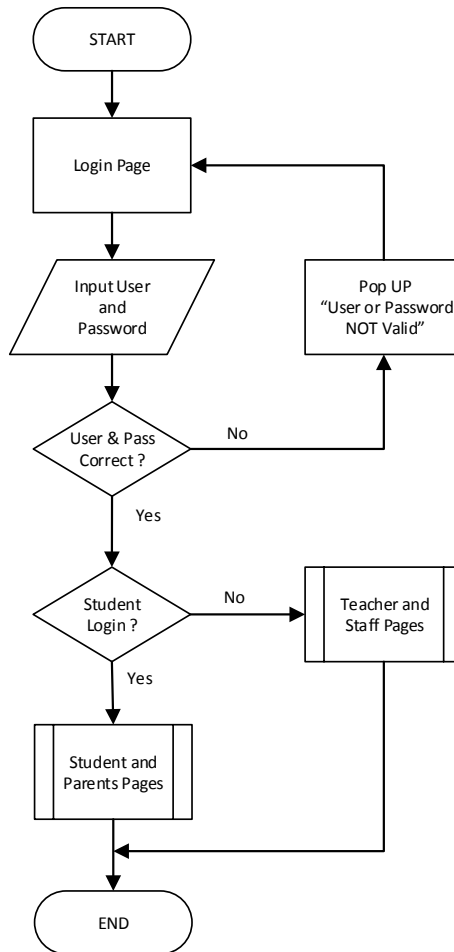 START
Login Page
Input User
and
Password
Pop UP
“User or Password
NOT Valid”
User & Pass
Correct ?
No
Yes
Student
Login ?
No
Teacher and
Staff Pages
Yes
Student and
Parents Pages
END